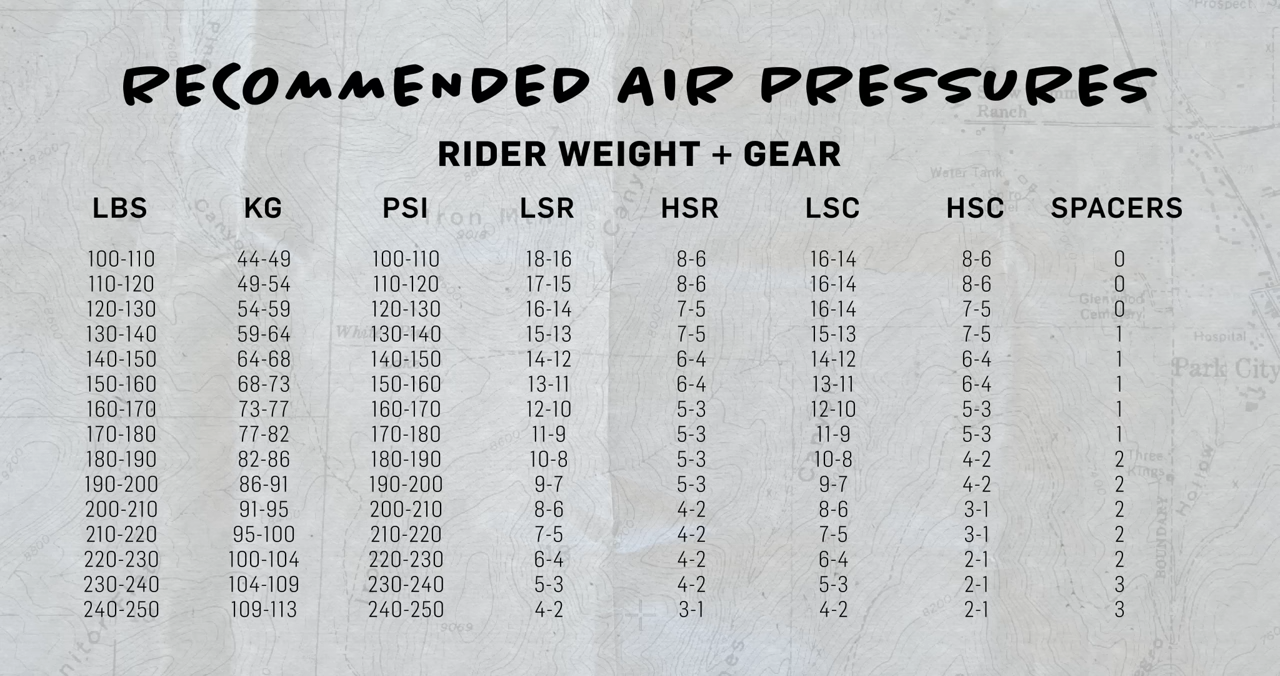 Prospect
RECOMMENDED AIR PRESSURES
Ranch
RIDER WEIGHT + GEAR
Water Tank
LBS KG PSI LSR HSR LSC HSC SPACERS
100-110 44-49 100-110 18-16 8-6 16-14 8-6 0
110-120 49-54 110-120 17-15 8-6 16-14 8-6 0
120-130 54-59 120-130 16-14 7-5 16-14 7-5 0
130-140 59-64 130-140 15-13 7-5 15-13 7-5 1
Hospital
140-150 64-68 140-150 14-12 6-4 14-12 6-4 1
Park City
150-160 68-73 150-160 13-11 6-4 13-11 6-4 1
160-170 73-77 160-170 12-10 5-3 12-10 5-3 1
170-180 77-82 170-180 11-9 5-3 11-9 5-3 1
180-190 82-86 180-190 10-8 5-3 10-8 4-2 2
Three
Kings
190-200 86-91 190-200 9-7 5-3 9-7 4-2 2
200-210 91-95 200-210 8-6 4-2 8-6 3-1 2
210-220 95-100 210-220 7-5 4-2 7-5 3-1 2
BOUNDARY
Hollow
220-230 100-104 220-230 6-4 4-2 6-4 2-1 2
230-240 104-109 230-240 5-3 4-2 5-3 2-1 3
240-250 109-113 240-250 4-2 3-1 4-2 2-1 3